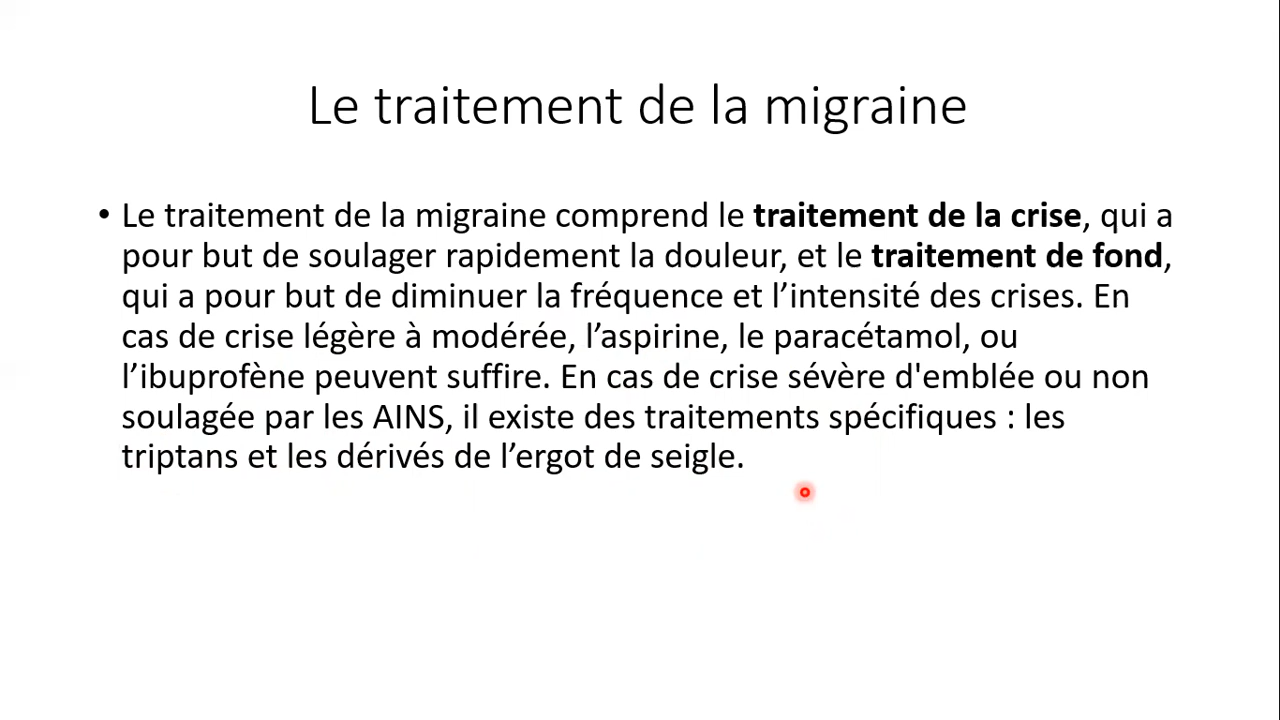 Le traitement de la migraine
• Le traitement de la migraine comprend le traitement de la crise, qui a
pour but de soulager rapidement la douleur, et le traitement de fond,
qui a pour but de diminuer la fréquence et l’intensité des crises. En
cas de crise légère à modérée, l’aspirine, le paracétamol, ou
l’ibuprofène peuvent suffire. En cas de crise sévère d'emblée ou non
soulagée par les AINS, il existe des traitements spécifiques : les
triptans et les dérivés de l’ergot de seigle.